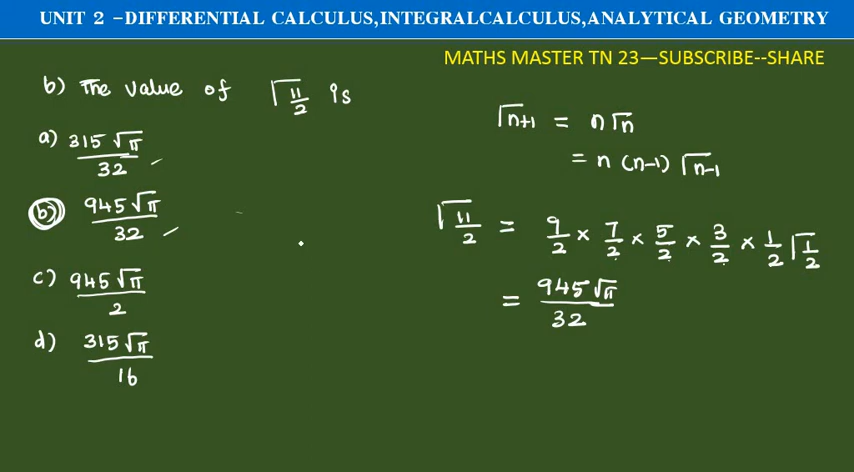 UNIT 2 –DIFFERENTIAL CALCULUS,INTEGRALCALCULUS,ANALYTICAL GEOMETRY
MATHS MASTER TN 23—SUBSCRIBE--SHARE
6) The value of Γ11/2 is
a) 315√π/32
b) 945√π/32
c) 945√π/2
d) 315√π/16
Γn+1 = nΓn
= n (n-1) Γn-1
Γ11/2 = 9/2 × 7/2 × 5/2 × 3/2 × 1/2 Γ1/2
= 945√π/32